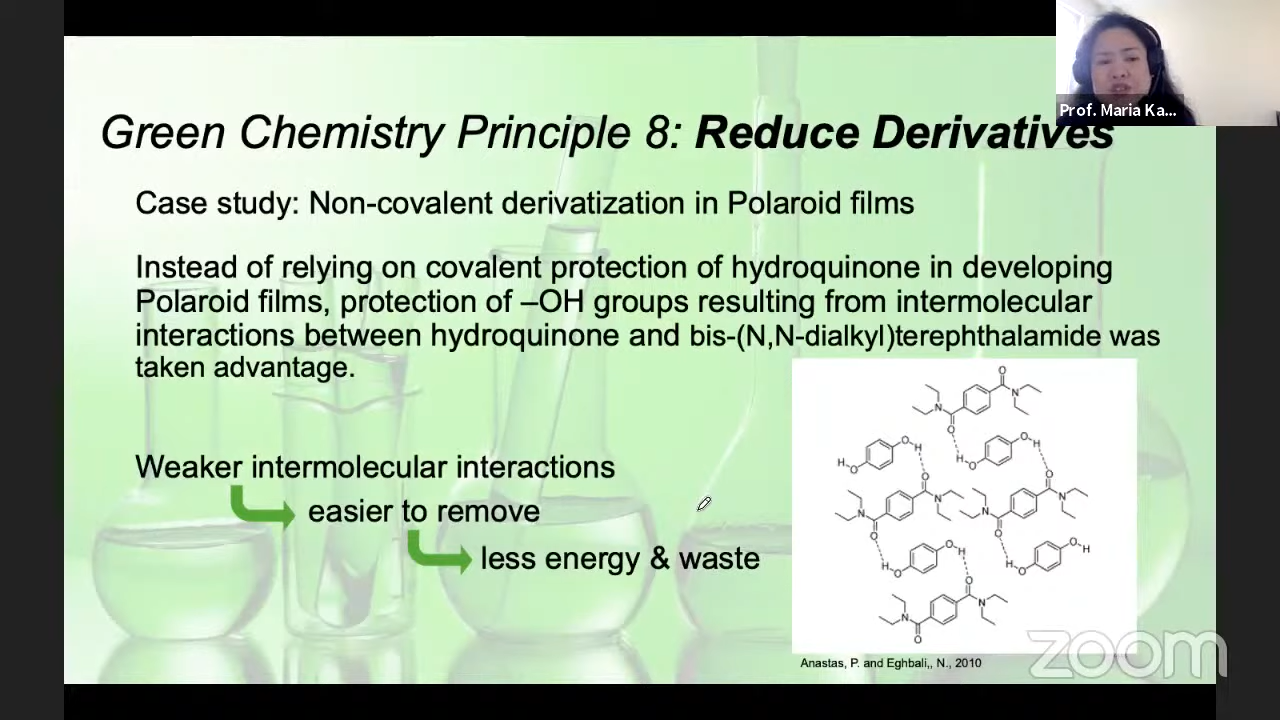 Prof. Maria Ka...
Green Chemistry Principle 8: Reduce Derivatives
Case study: Non-covalent derivatization in Polaroid films
Instead of relying on covalent protection of hydroquinone in developing
Polaroid films, protection of –OH groups resulting from intermolecular
interactions between hydroquinone and bis-(N,N-dialkyl)terephthalamide was
taken advantage.
Weaker intermolecular interactions
easier to remove
less energy & waste
O
N
N
O
H
O
O
H
H
O
O
H
O
N
N
O
O
N
N
O
H
O
O
H
H
O
O
H
O
N
N
O
Anastas, P. and Eghbali,, N., 2010
zoom